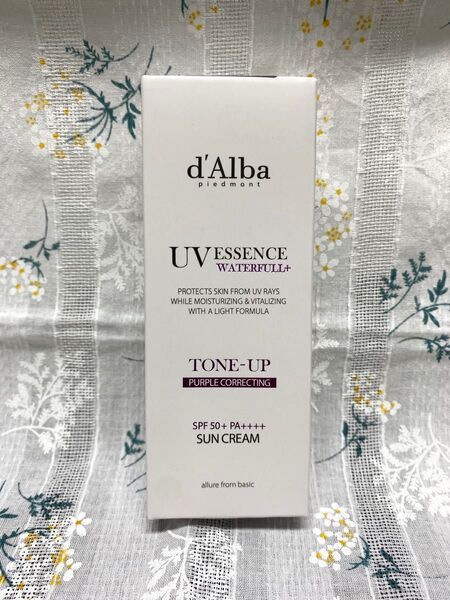 d'Alba
piedmont
UV ESSENCE
WATERFULL+
PROTECTS SKIN FROM UV RAYS
WHILE MOISTURIZING & VITALIZING
WITH A LIGHT FORMULA
TONE-UP
PURPLE CORRECTING
SPF 50+ PA++++
SUN CREAM
allure from basic